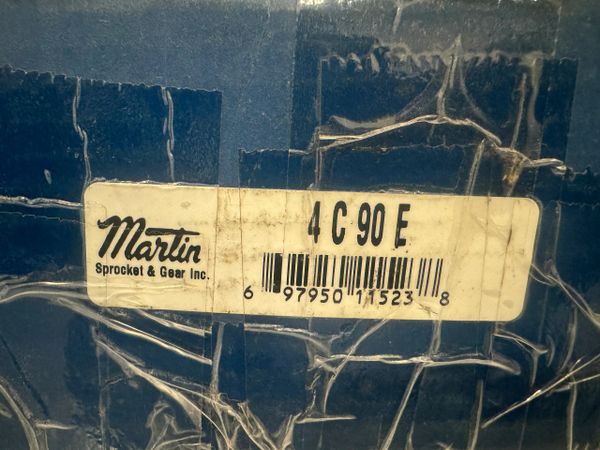 Martin
Sprocket & Gear Inc.
4 C 90 E
6 97950 11523 8